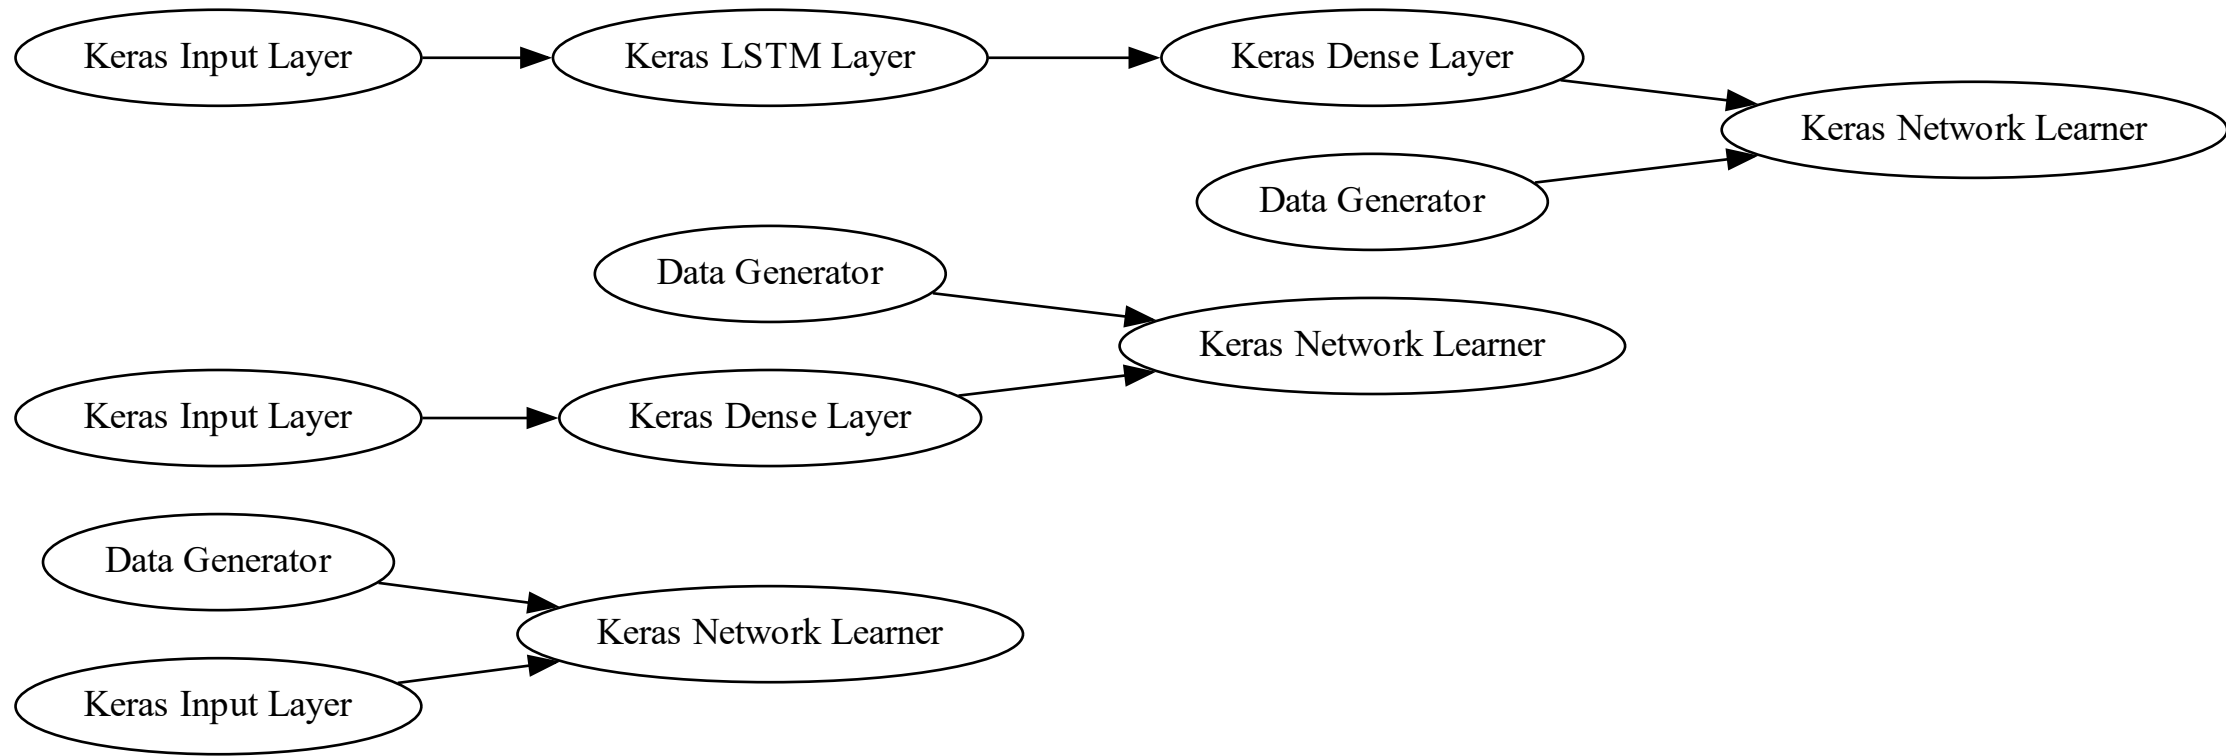 Keras Input Layer
Keras LSTM Layer
Keras Dense Layer
Keras Network Learner
Data Generator
Data Generator
Keras Network Learner
Keras Input Layer
Keras Dense Layer
Data Generator
Keras Network Learner
Keras Input Layer